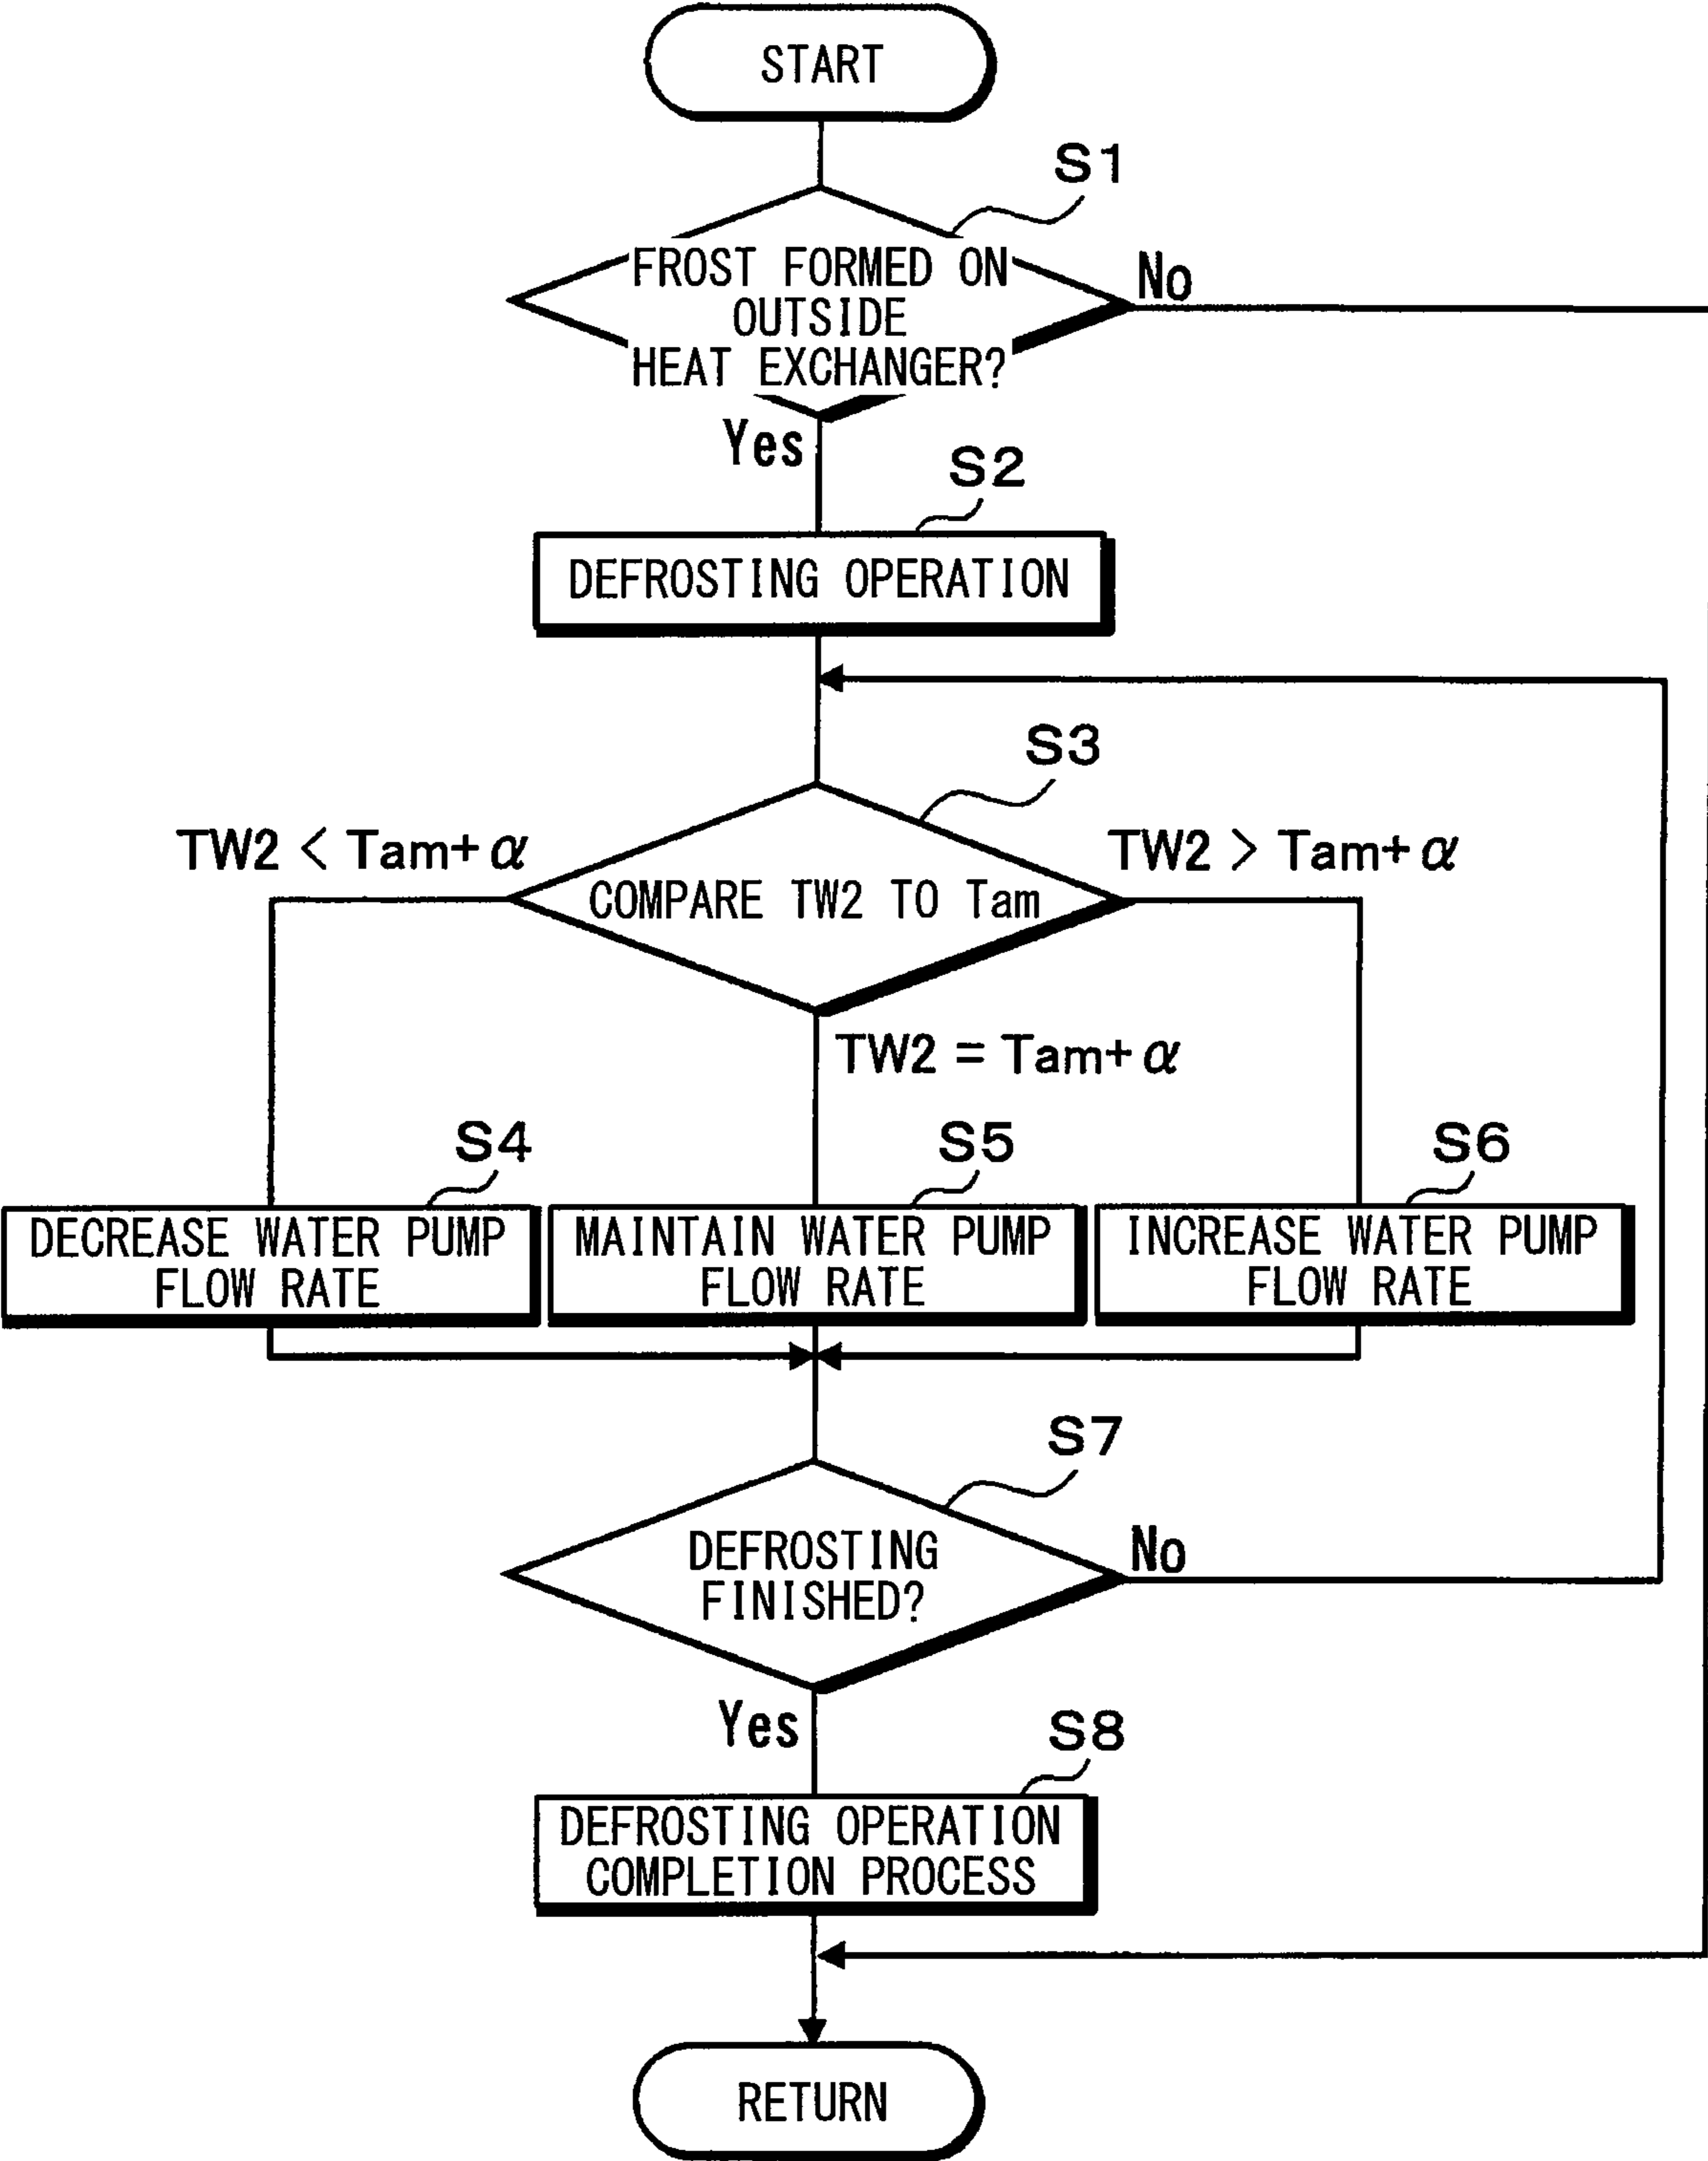 START
S1
FROST FORMED ON
OUTSIDE
HEAT EXCHANGER?
No
Yes
S2
DEFROSTING OPERATION
S3
TW2 < Tam+α
TW2 > Tam+α
COMPARE TW2 TO Tam
TW2 = Tam+α
S4
S5
S6
DECREASE WATER PUMP
FLOW RATE
MAINTAIN WATER PUMP
FLOW RATE
INCREASE WATER PUMP
FLOW RATE
S7
DEFROSTING
FINISHED?
No
Yes
S8
DEFROSTING OPERATION
COMPLETION PROCESS
RETURN